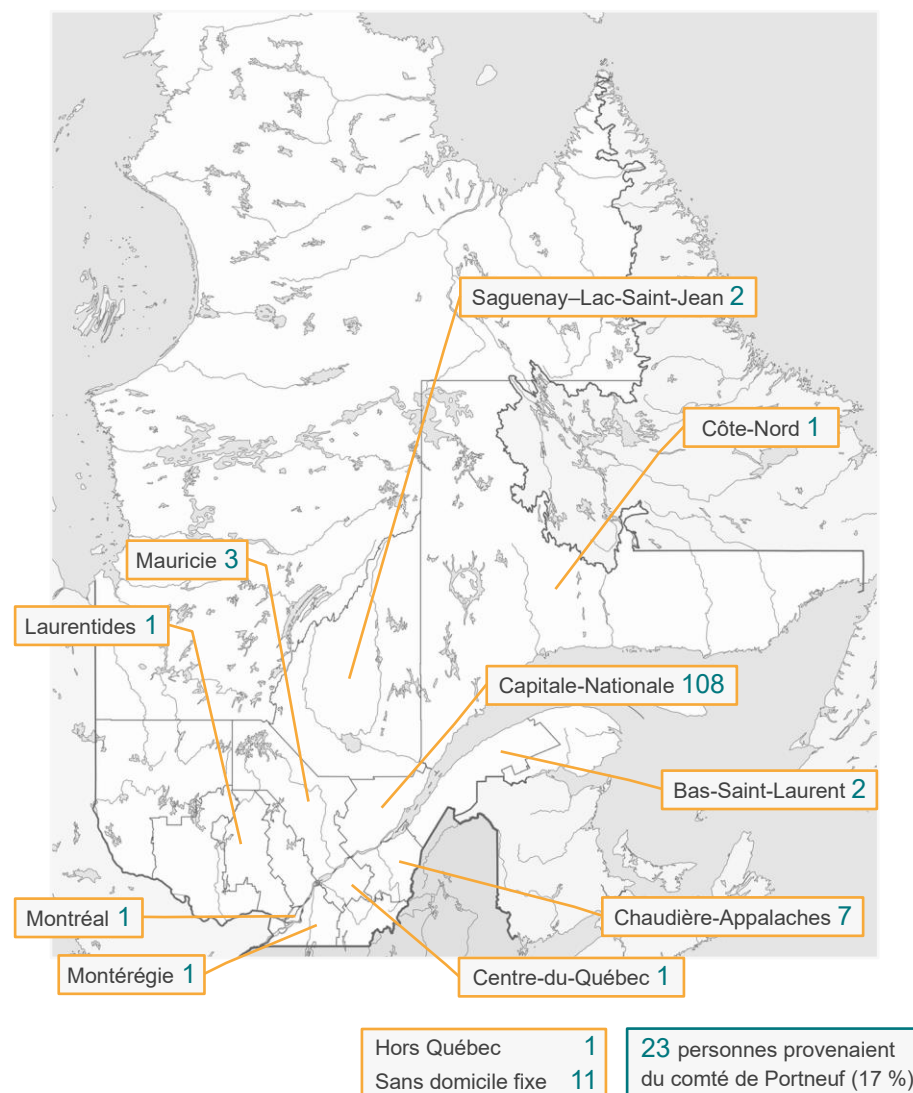 Saguenay–Lac-Saint-Jean 2
Côte-Nord 1
Mauricie 3
Laurentides 1
Capitale-Nationale 108
Bas-Saint-Laurent 2
Montréal 1
Chaudière-Appalaches 7
Montérégie 1
Centre-du-Québec 1
Hors Québec 1
Sans domicile fixe 11
23 personnes provenaient
du comté de Portneuf (17 %)